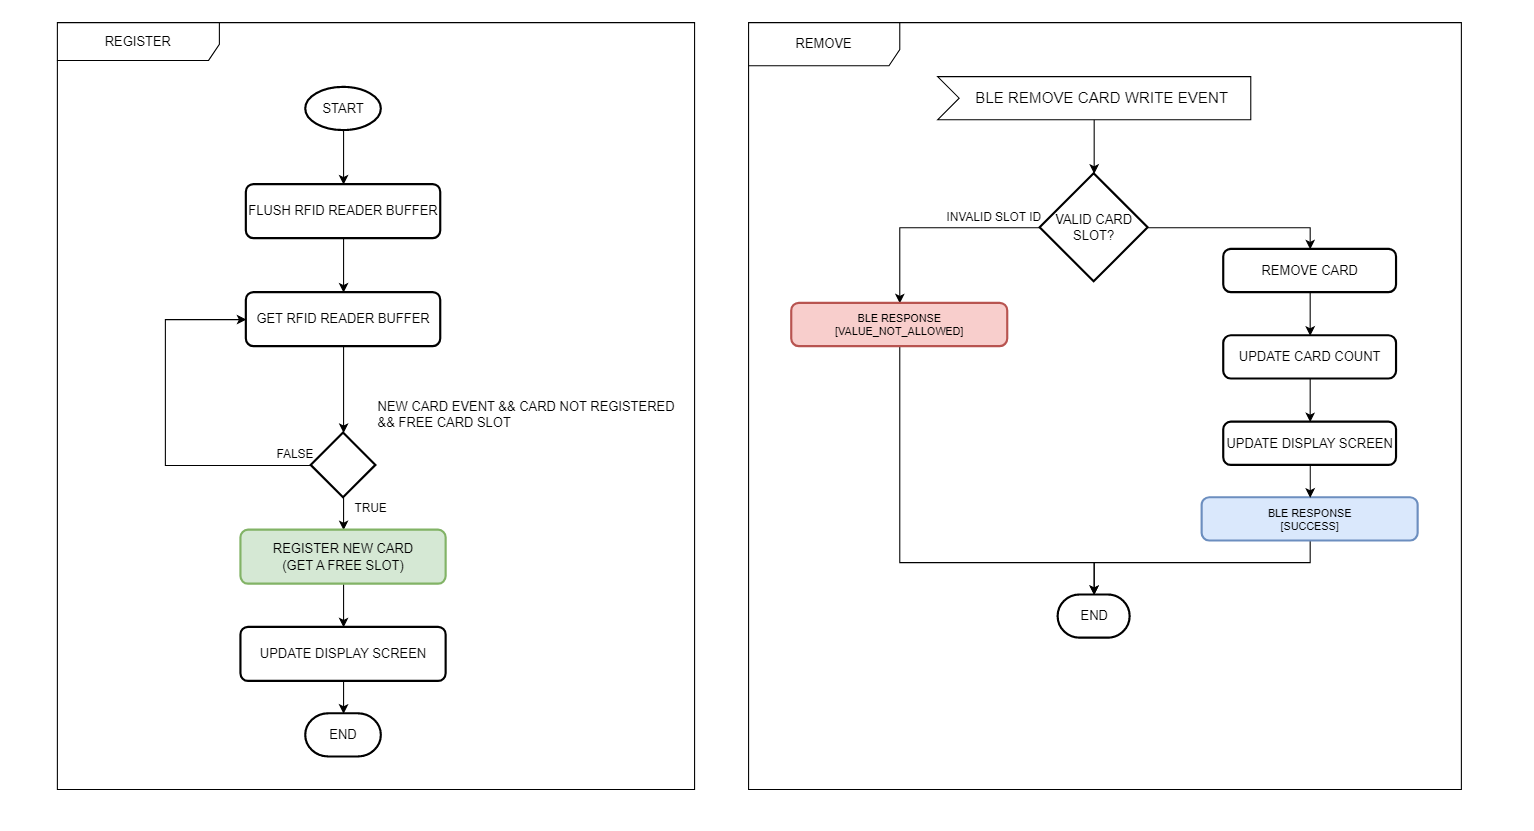 REGISTER
START
FLUSH RFID READER BUFFER
GET RFID READER BUFFER
NEW CARD EVENT && CARD NOT REGISTERED
&& FREE CARD SLOT
FALSE
TRUE
REGISTER NEW CARD
(GET A FREE SLOT)
UPDATE DISPLAY SCREEN
END
REMOVE
BLE REMOVE CARD WRITE EVENT
INVALID SLOT ID
VALID CARD
SLOT?
BLE RESPONSE
[VALUE_NOT_ALLOWED]
REMOVE CARD
UPDATE CARD COUNT
UPDATE DISPLAY SCREEN
BLE RESPONSE
[SUCCESS]
END